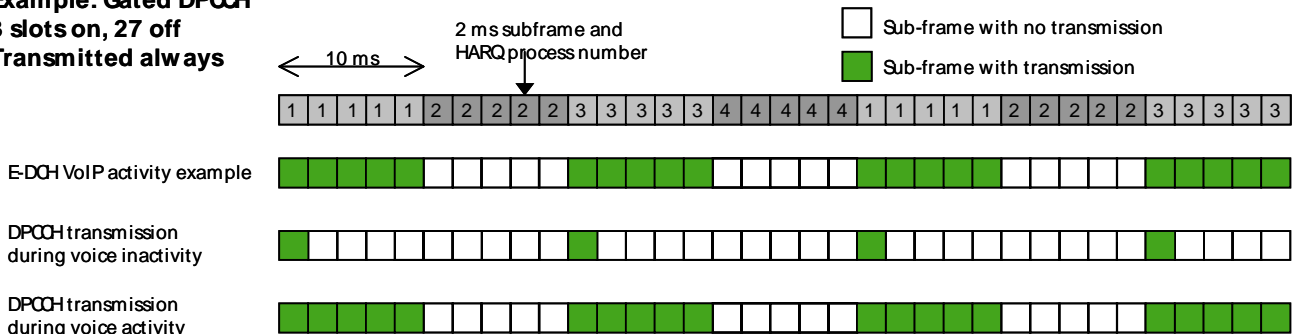 Example: Gated DPCCH
3 slots on, 27 off
Transmitted always
10 ms
2 ms subframe and
HARQ process number
Sub-frame with no transmission
Sub-frame with transmission
1 1 1 1 1 2 2 2 2 2 3 3 3 3 3 4 4 4 4 4 1 1 1 1 1 2 2 2 2 2 3 3 3 3 3
E-DCH VoIP activity example
DPCCH transmission
during voice inactivity
DPCCH transmission
during voice activity